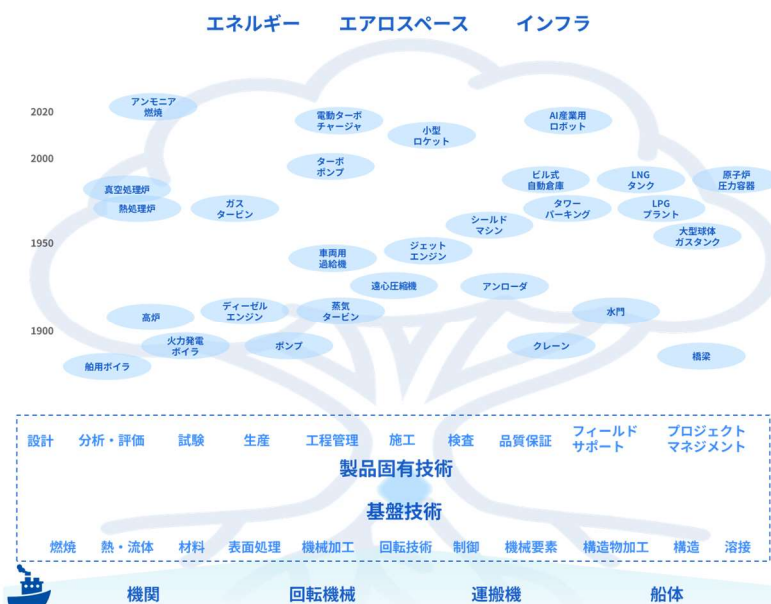 エネルギー エアロスペース インフラ
2020
アンモニア
燃焼
電動ターボ
チャージャ
小型
ロケット
AI産業用
ロボット
2000
ターボ
ポンプ
真空処理炉
熱処理炉
ガス
タービン
ビル式
自動倉庫
LNG
タンク
原子炉
圧力容器
タワー
パーキング
LPG
プラント
シールド
マシン
大型球体
ガスタンク
1950
車両用
過給機
ジェット
エンジン
遠心圧縮機
アンローダ
高炉
ディーゼル
エンジン
蒸気
タービン
水門
1900
火力発電
ボイラ
ポンプ
クレーン
橋梁
舶用ボイラ
設計 分析・評価 試験 生産 工程管理 施工 検査 品質保証
フィールド
サポート
プロジェクト
マネジメント
製品固有技術
基盤技術
燃焼 熱・流体 材料 表面処理 機械加工 回転技術 制御 機械要素 構造物加工 構造 溶接
機関 回転機械 運搬機 船体